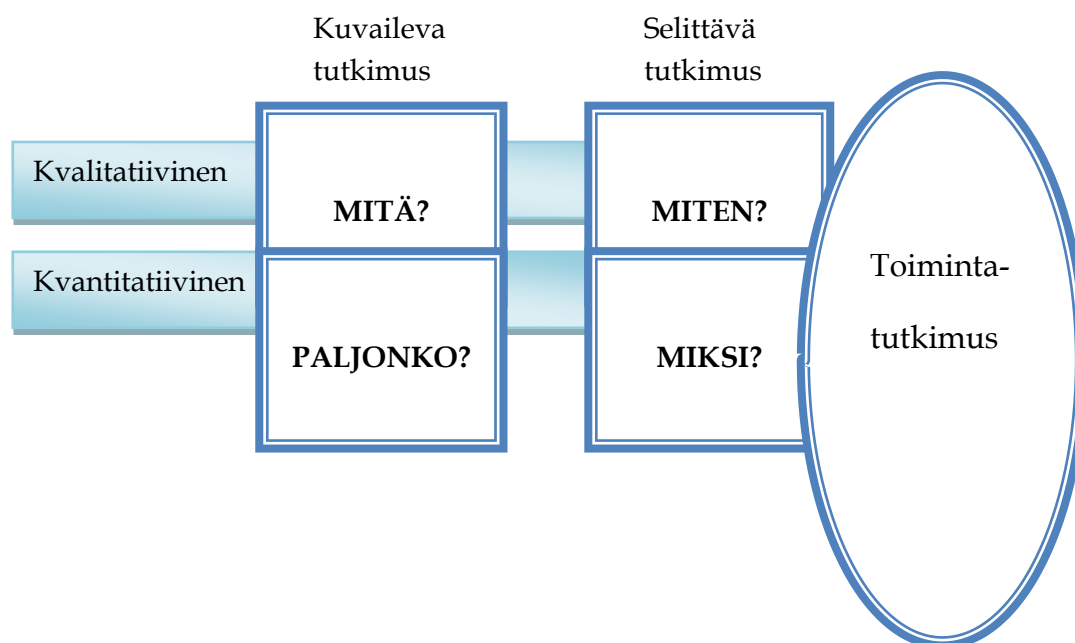 Kuvaileva
tutkimus
Selittävä
tutkimus
Kvalitatiivinen
MITÄ?
MITEN?
Kvantitatiivinen
PALJONKO?
MIKSI?
Toiminta-
tutkimus